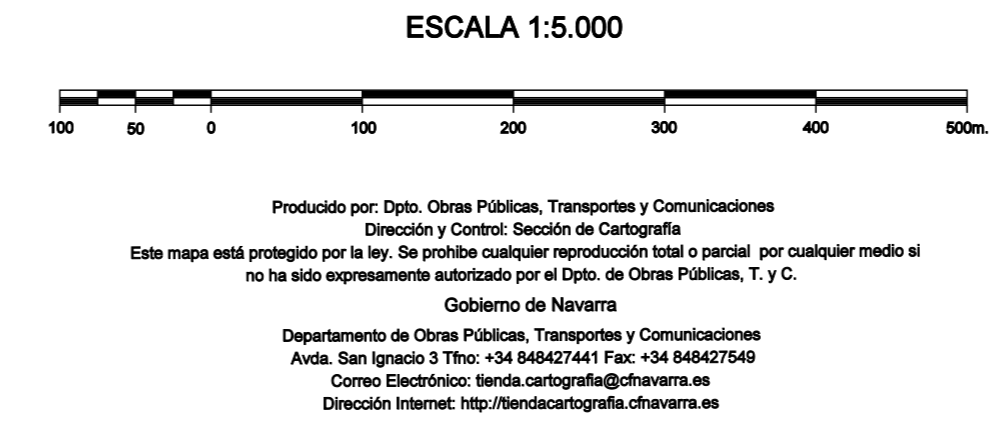 ESCALA 1:5.000
100 50 0 100 200 300 400 500m.
Producido por: Dpto. Obras Públicas, Transportes y Comunicaciones
Dirección y Control: Sección de Cartografía
Este mapa está protegido por la ley. Se prohibe cualquier reproducción total o parcial por cualquier medio si
no ha sido expresamente autorizado por el Dpto. de Obras Públicas, T. y C.
Gobierno de Navarra
Departamento de Obras Públicas, Transportes y Comunicaciones
Avda. San Ignacio 3 Tfno: +34 848427441 Fax: +34 848427549
Correo Electrónico: tienda.cartografia@cfnavarra.es
Dirección Internet: http://tiendacartografia.cfnavarra.es